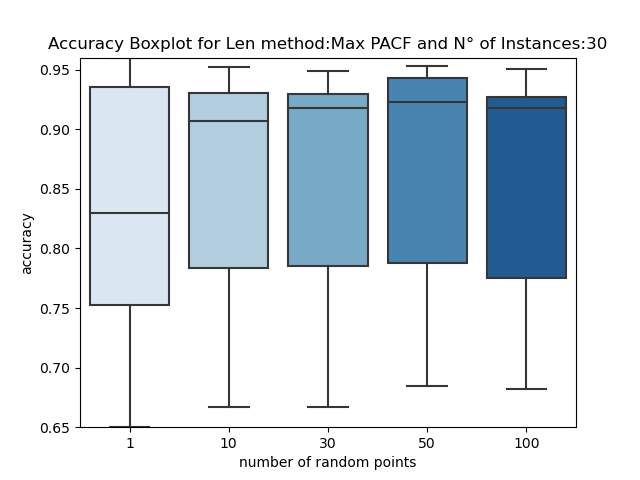 Accuracy Boxplot for Len method:Max PACF and N° of Instances:30
0.95
0.90
0.85
0.80
0.75
0.70
0.65
accuracy
1 10 30 50 100
number of random points